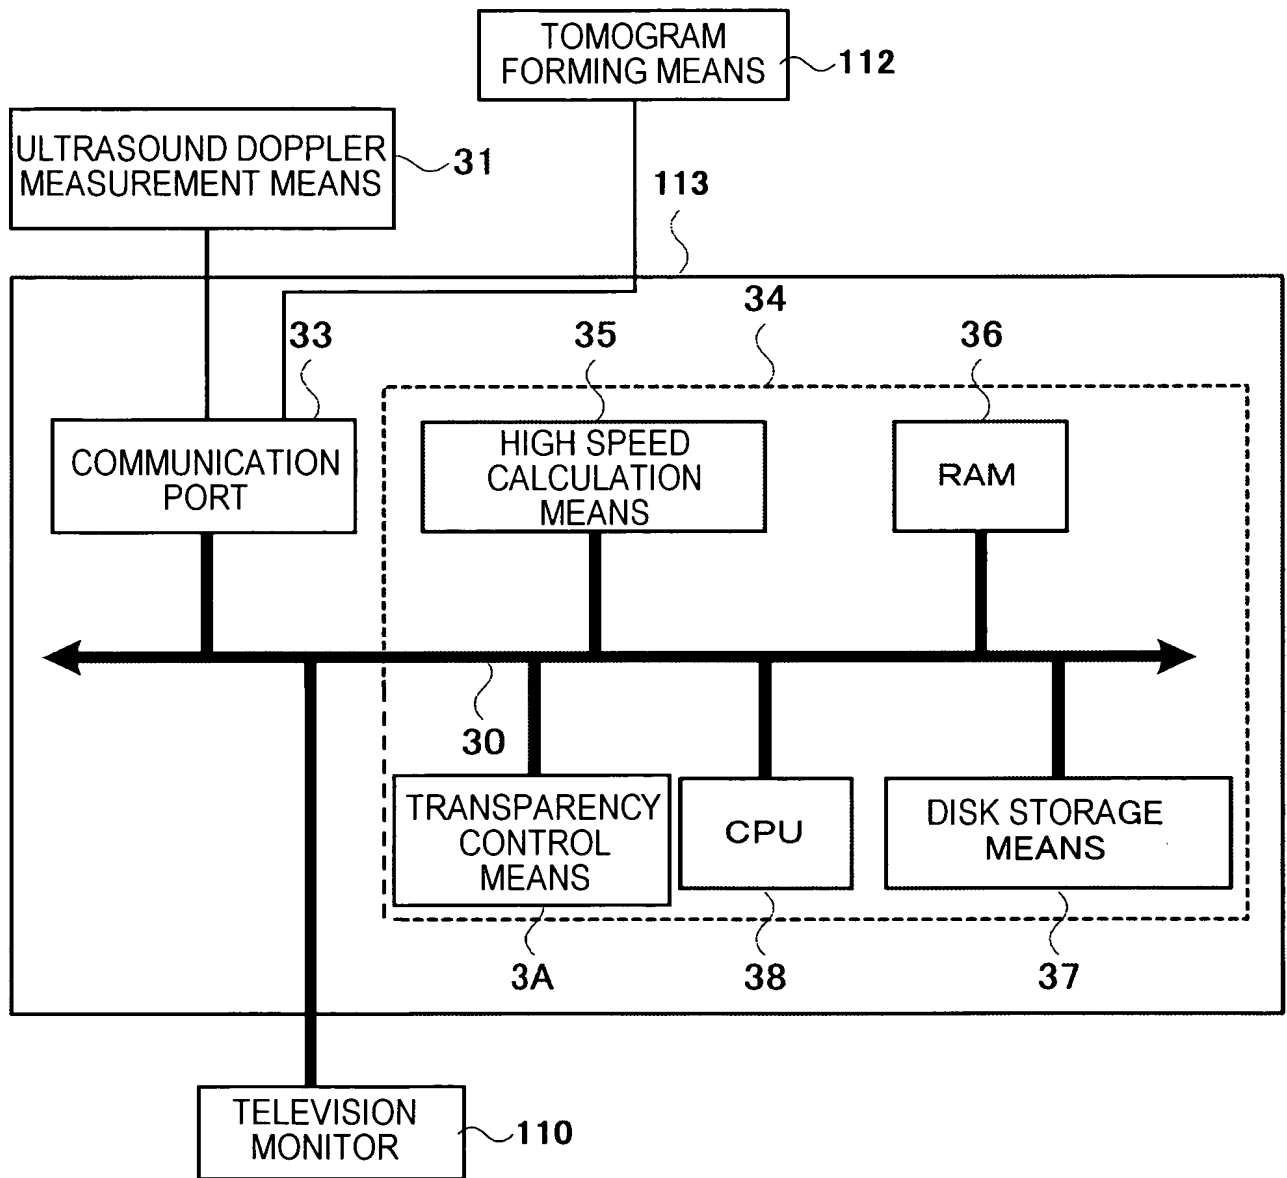 TOMOGRAM
FORMING MEANS
112
ULTRASOUND DOPPLER
MEASUREMENT MEANS
31
113
34
33
35
36
COMMUNICATION
PORT
HIGH SPEED
CALCULATION
MEANS
RAM
30
TRANSPARENCY
CONTROL
MEANS
CPU
DISK STORAGE
MEANS
3A
38
37
TELEVISION
MONITOR
110